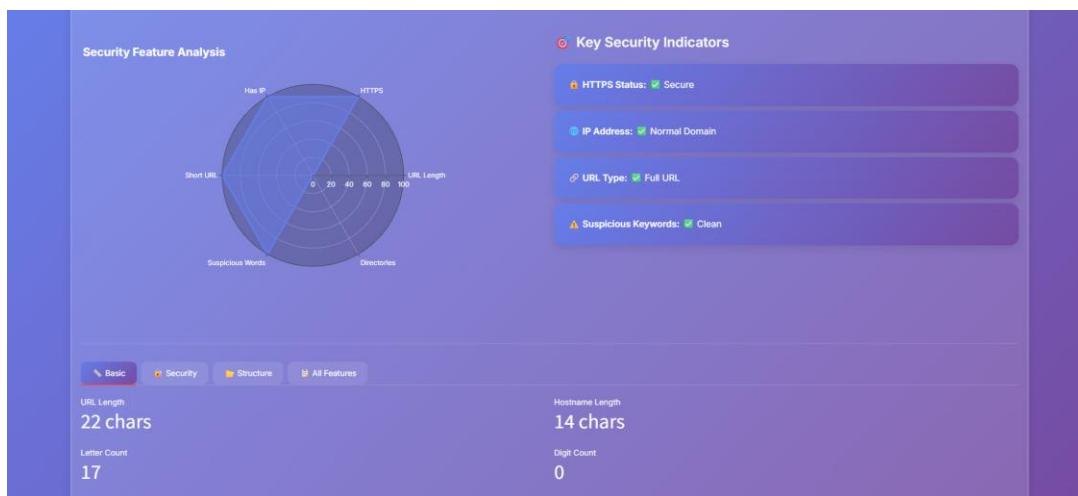 Security Feature Analysis
Has IP
HTTPS
Short URL
URL Length
0 20 40 60 80 100
Suspicious Words
Directories
🎯 Key Security Indicators
🔒 HTTPS Status: ✅ Secure
🌐 IP Address: ✅ Normal Domain
🔗 URL Type: ✅ Full URL
⚠️ Suspicious Keywords: ✅ Clean
Basic
Security
Structure
All Features
URL Length
22 chars
Hostname Length
14 chars
Letter Count
17
Digit Count
0